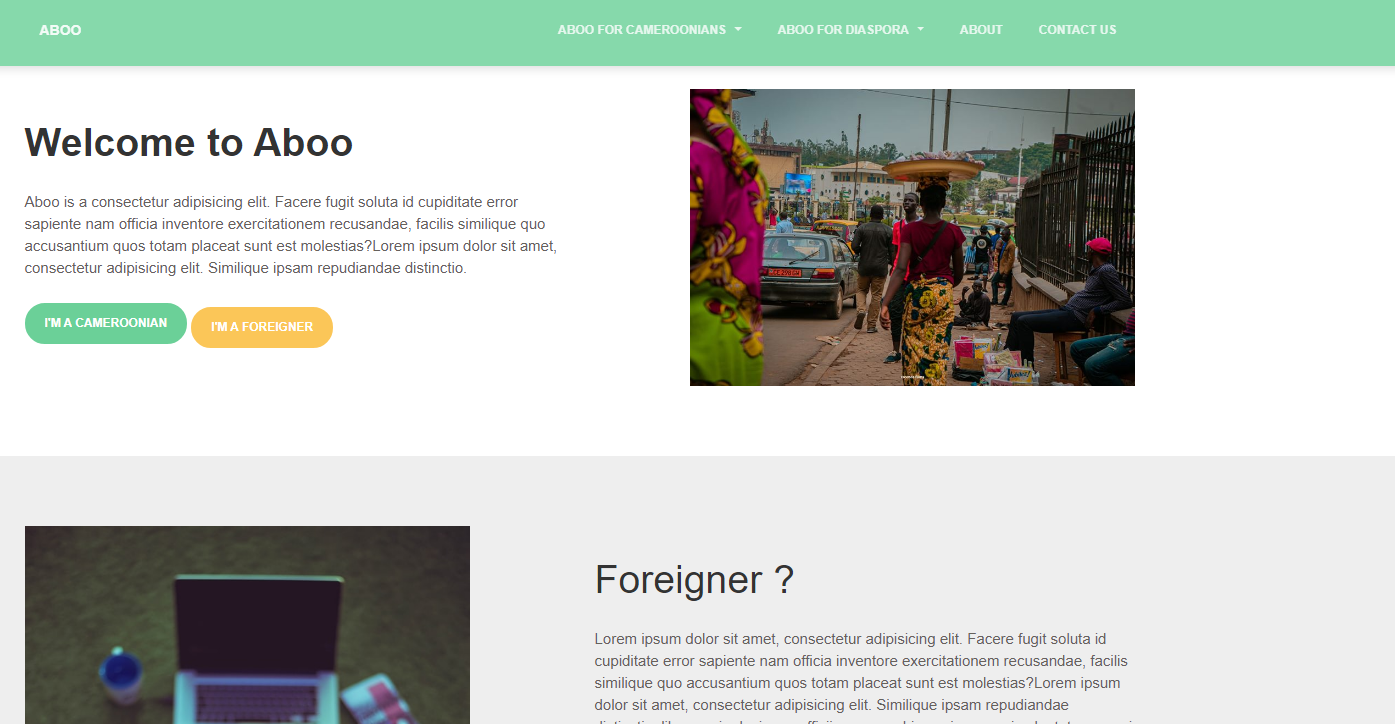 ABOO
ABOO FOR CAMEROONIANS
ABOO FOR DIASPORA
ABOUT
CONTACT US
Welcome to Aboo
Aboo is a consectetur adipisicing elit. Facere fugit soluta id cupiditate error
sapiente nam officia inventore exercitationem recusandae, facilis similique quo
accusantium quos totam placeat sunt est molestias?Lorem ipsum dolor sit amet,
consectetur adipisicing elit. Similique ipsam repudiandae distinctio.
I'M A CAMEROONIAN
I'M A FOREIGNER
Foreigner ?
Lorem ipsum dolor sit amet, consectetur adipisicing elit. Facere fugit soluta id
cupiditate error sapiente nam officia inventore exercitationem recusandae, facilis
similique quo accusantium quos totam placeat sunt est molestias?Lorem ipsum
dolor sit amet, consectetur adipisicing elit. Similique ipsam repudiandae